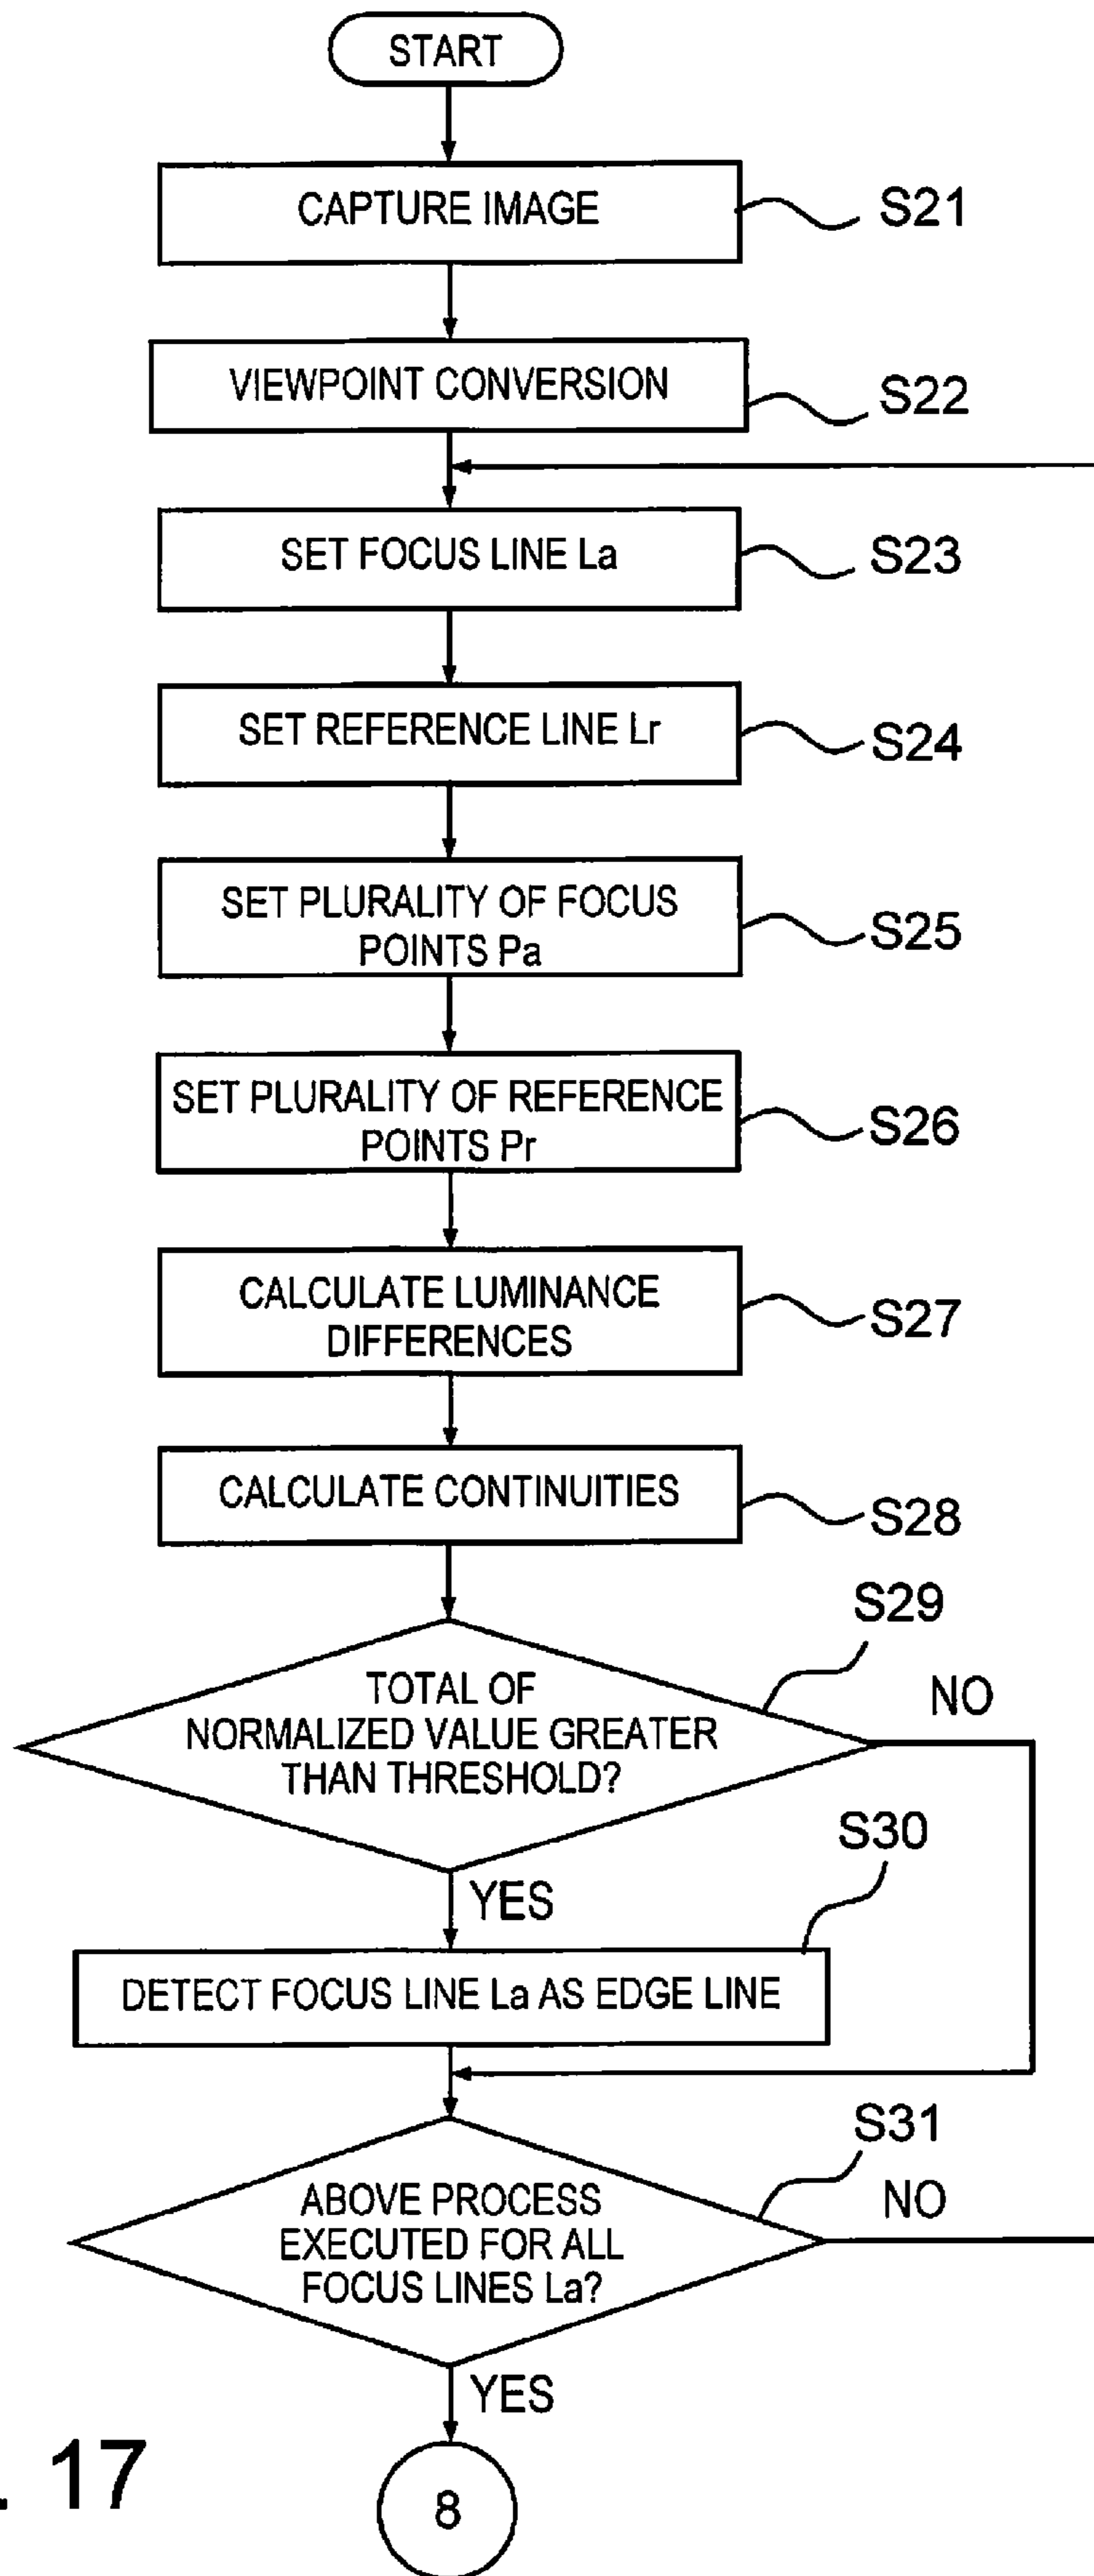 START
CAPTURE IMAGE
S21
VIEWPOINT CONVERSION
S22
SET FOCUS LINE La
S23
SET REFERENCE LINE Lr
S24
SET PLURALITY OF FOCUS
POINTS Pa
S25
SET PLURALITY OF REFERENCE
POINTS Pr
S26
CALCULATE LUMINANCE
DIFFERENCES
S27
CALCULATE CONTINUITIES
S28
S29
TOTAL OF
NORMALIZED VALUE GREATER
THAN THRESHOLD?
NO
S30
YES
DETECT FOCUS LINE La AS EDGE LINE
S31
ABOVE PROCESS
EXECUTED FOR ALL
FOCUS LINES La?
NO
YES
8
. 17